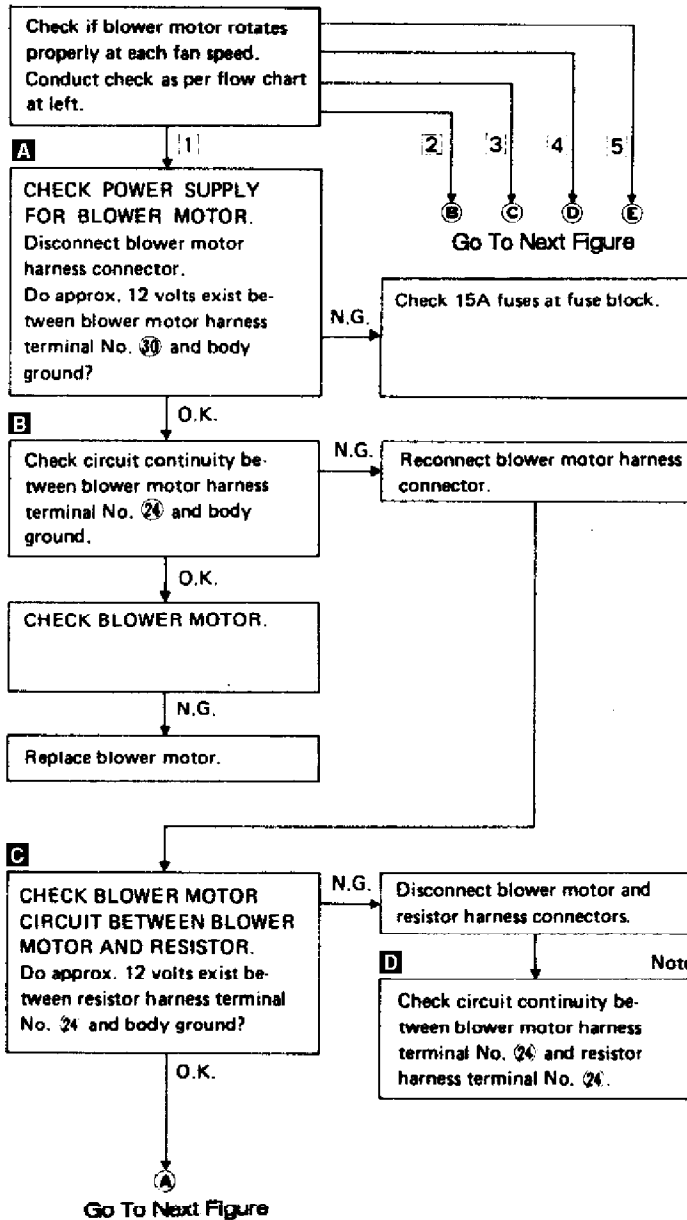 Check if blower motor rotates
properly at each fan speed.
Conduct check as per flow chart
at left.
1
2
3
4
5
B
C
D
E
Go To Next Figure
A
CHECK POWER SUPPLY
FOR BLOWER MOTOR.
Disconnect blower motor
harness connector.
Do approx. 12 volts exist be-
tween blower motor harness
terminal No. 30 and body
ground?
N.G.
Check 15A fuses at fuse block.
O.K.
B
Check circuit continuity be-
tween blower motor harness
terminal No. 24 and body
ground.
N.G.
Reconnect blower motor harness
connector.
O.K.
CHECK BLOWER MOTOR.
N.G.
Replace blower motor.
C
CHECK BLOWER MOTOR
CIRCUIT BETWEEN BLOWER
MOTOR AND RESISTOR.
Do approx. 12 volts exist be-
tween resistor harness terminal
No. 24 and body ground?
N.G.
Disconnect blower motor and
resistor harness connectors.
D
Note
Check circuit continuity be-
tween blower motor harness
terminal No. 24 and resistor
harness terminal No. 24.
O.K.
A
Go To Next Figure